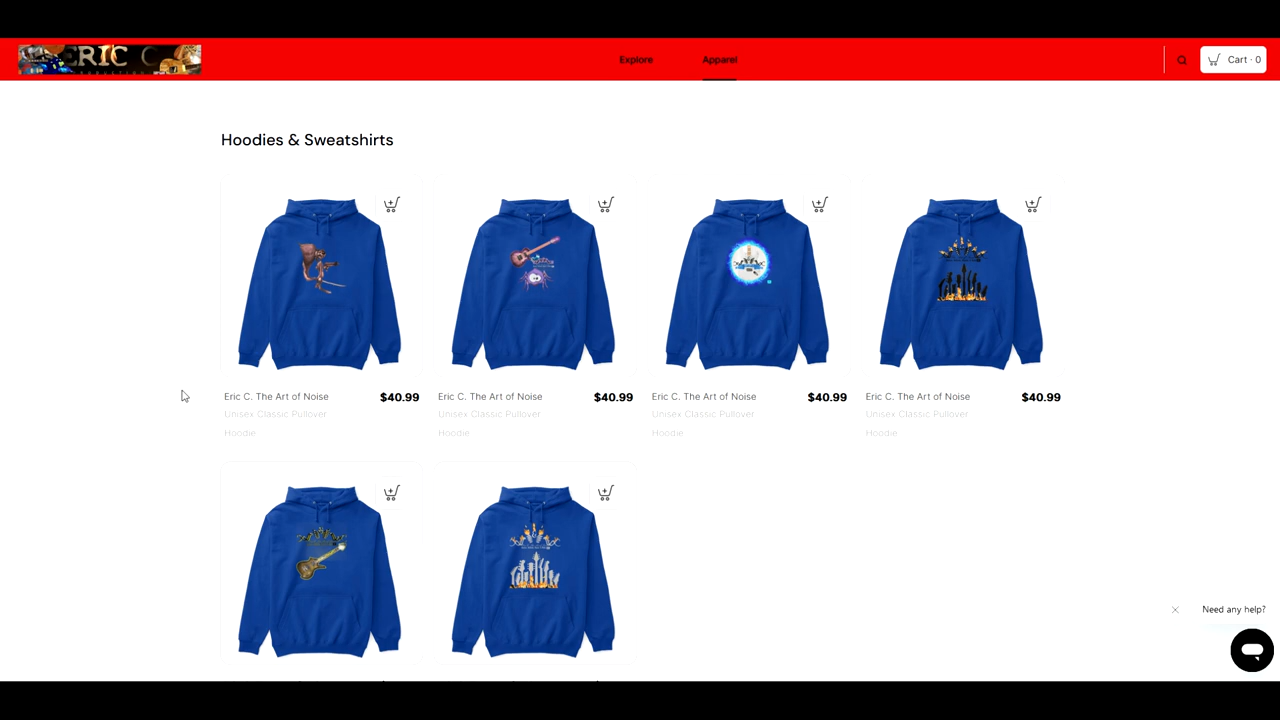 ERIC C
Explore
Apparel
Cart · 0
Hoodies & Sweatshirts
Eric C. The Art of Noise
$40.99
Unisex Classic Pullover
Hoodie
Eric C. The Art of Noise
$40.99
Unisex Classic Pullover
Hoodie
Eric C. The Art of Noise
$40.99
Unisex Classic Pullover
Hoodie
Eric C. The Art of Noise
$40.99
Unisex Classic Pullover
Hoodie
Need any help?